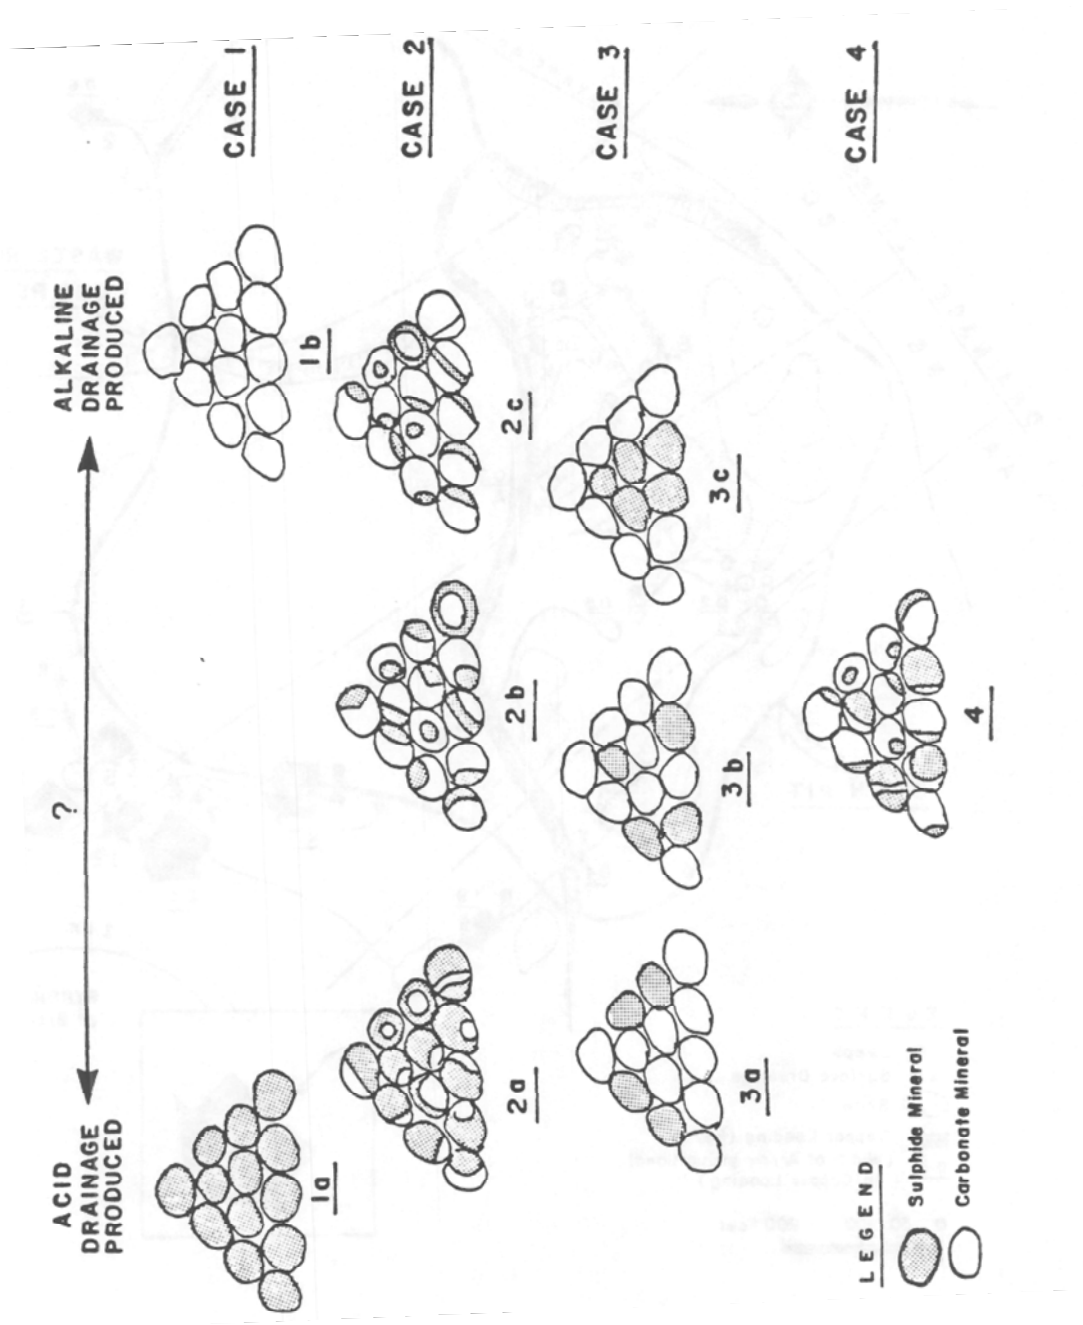 ACID
DRAINAGE
PRODUCED
?
ALKALINE
DRAINAGE
PRODUCED
1a
1b
CASE 1
2a
2b
2c
CASE 2
3a
3b
3c
CASE 3
4
CASE 4
LEGEND
Sulphide Mineral
Carbonate Mineral